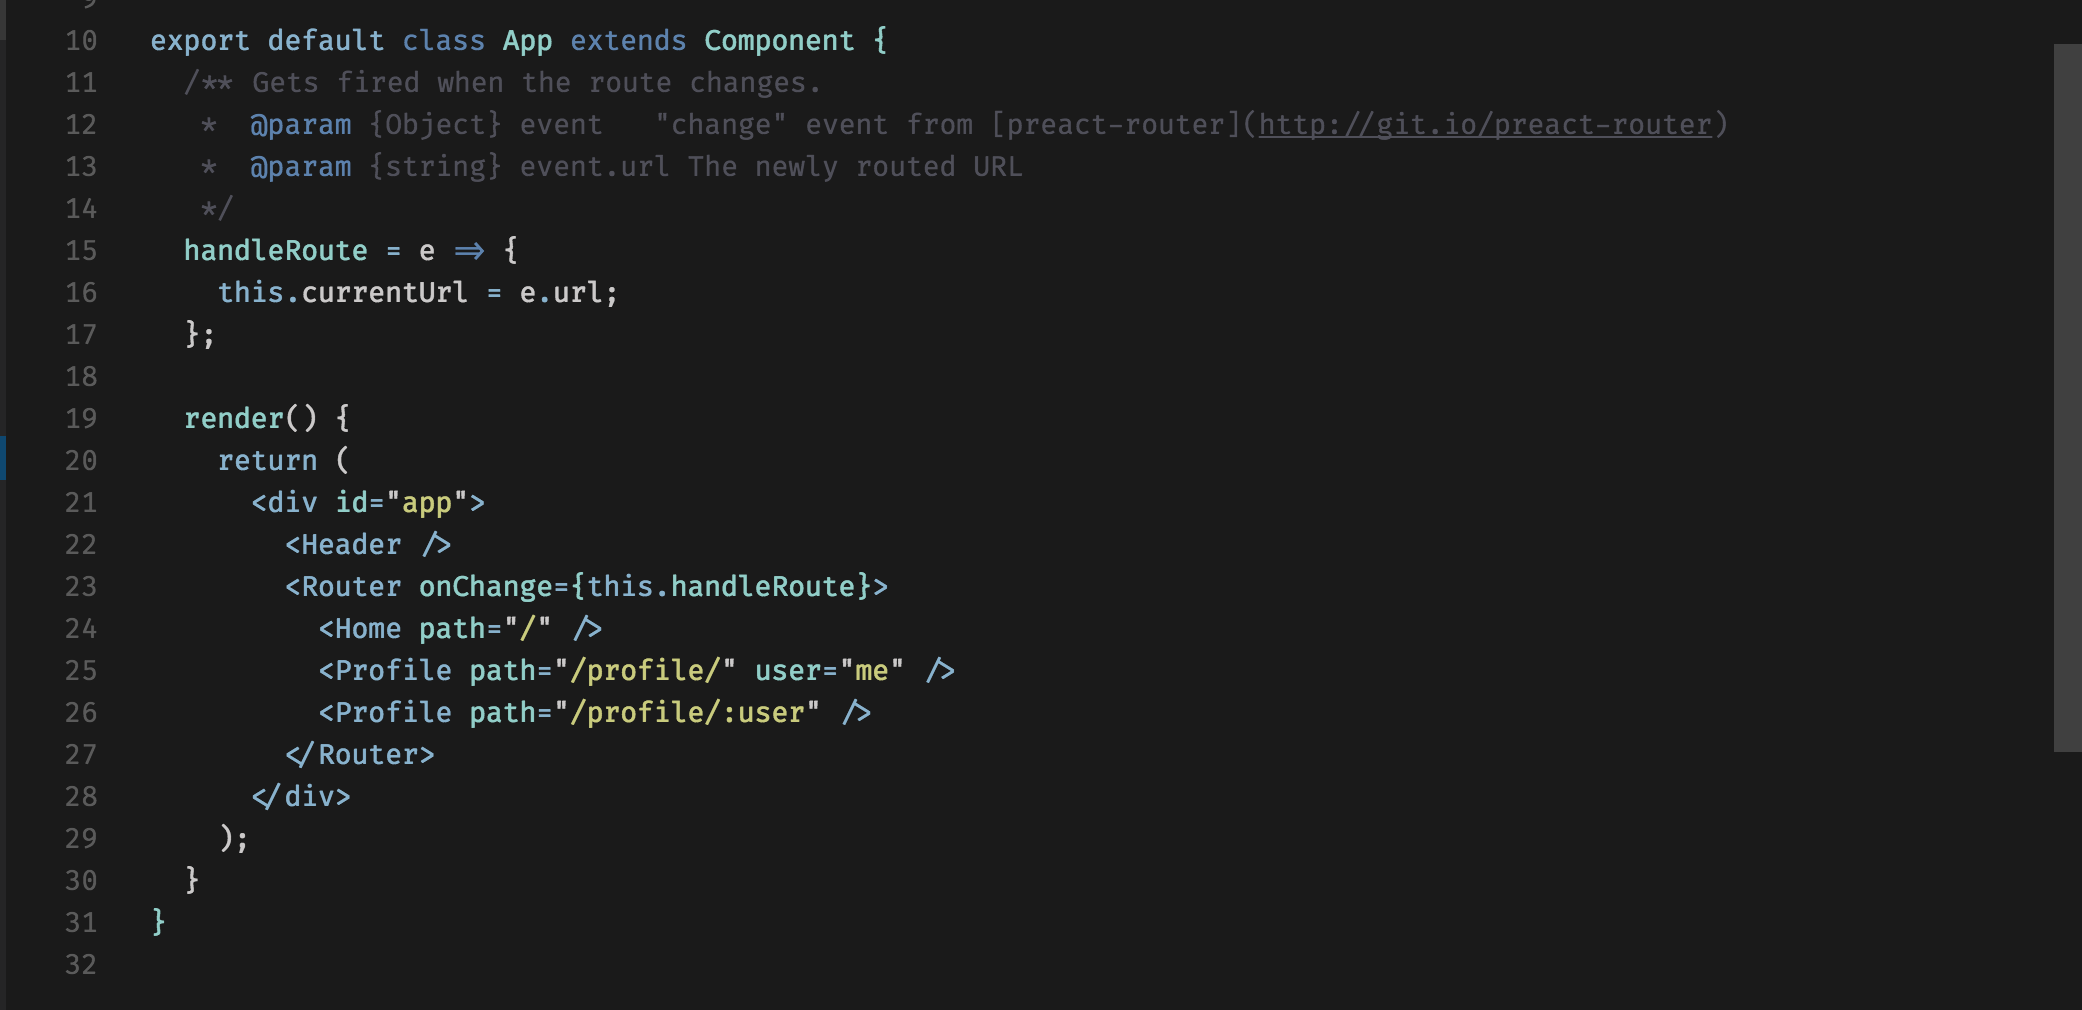 9
10 export default class App extends Component {
11 /** Gets fired when the route changes.
12 * @param {Object} event "change" event from [preact-router](http://git.io/preact-router)
13 * @param {string} event.url The newly routed URL
14 */
15 handleRoute = e => {
16 this.currentUrl = e.url;
17 };
18
19 render() {
20 return (
21 <div id="app">
22 <Header />
23 <Router onChange={this.handleRoute}>
24 <Home path="/" />
25 <Profile path="/profile/" user="me" />
26 <Profile path="/profile/:user" />
27 </Router>
28 </div>
29 );
30 }
31 }
32